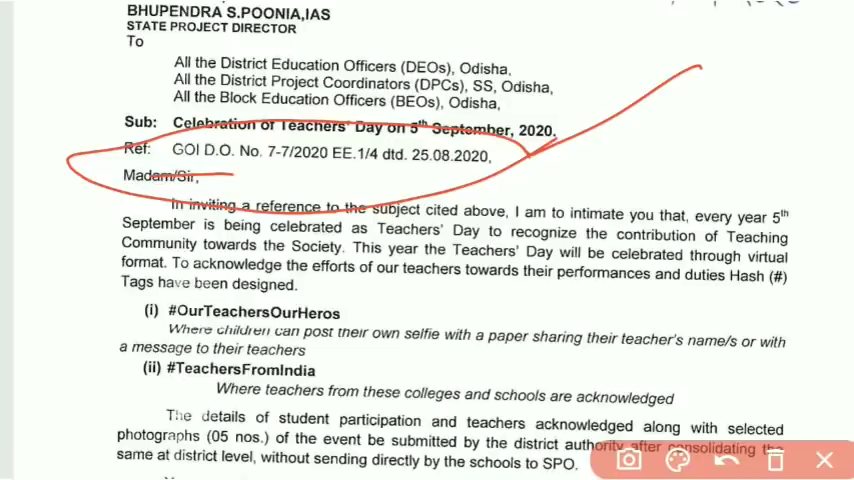 BHUPENDRA S.POONIA,IAS
STATE PROJECT DIRECTOR
To
All the District Education Officers (DEOs), Odisha,
All the District Project Coordinators (DPCs), SS, Odisha,
All the Block Education Officers (BEOs), Odisha,
Sub: Celebration of Teachers' Day on 5th September, 2020.
Ref: GOI D.O. No. 7-7/2020 EE.1/4 dtd. 25.08.2020,
Madam/Sir,
In inviting a reference to the subject cited above, I am to intimate you that, every year 5th
September is being celebrated as Teachers' Day to recognize the contribution of Teaching
Community towards the Society. This year the Teachers' Day will be celebrated through virtual
format. To acknowledge the efforts of our teachers towards their performances and duties Hash (#)
Tags have been designed.
(i) #OurTeachersOurHeros
Where children can post their own selfie with a paper sharing their teacher's name/s or with
a message to their teachers
(ii) #TeachersFromIndia
Where teachers from these colleges and schools are acknowledged
The details of student participation and teachers acknowledged along with selected
photographs (05 nos.) of the event be submitted by the district authority after consolidating the
same at district level, without sending directly by the schools to SPO.